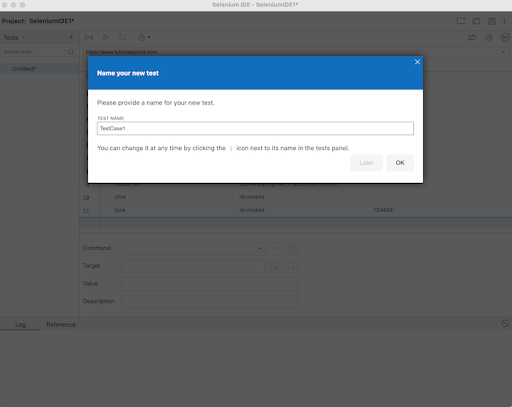 Selenium IDE - SeleniumIDE1*
Project: SeleniumIDE1*
Tests
Search tests...
https://www.tutorialspoint.com
Untitled*
Name your new test
Please provide a name for your new test.
TEST NAME
TestCase1
You can change it at any time by clicking the ⋮ icon next to its name in the tests panel.
Later OK
9
10 click id=mobile
11 type id=mobile 123456
Command
Target
Value
Description
Log Reference